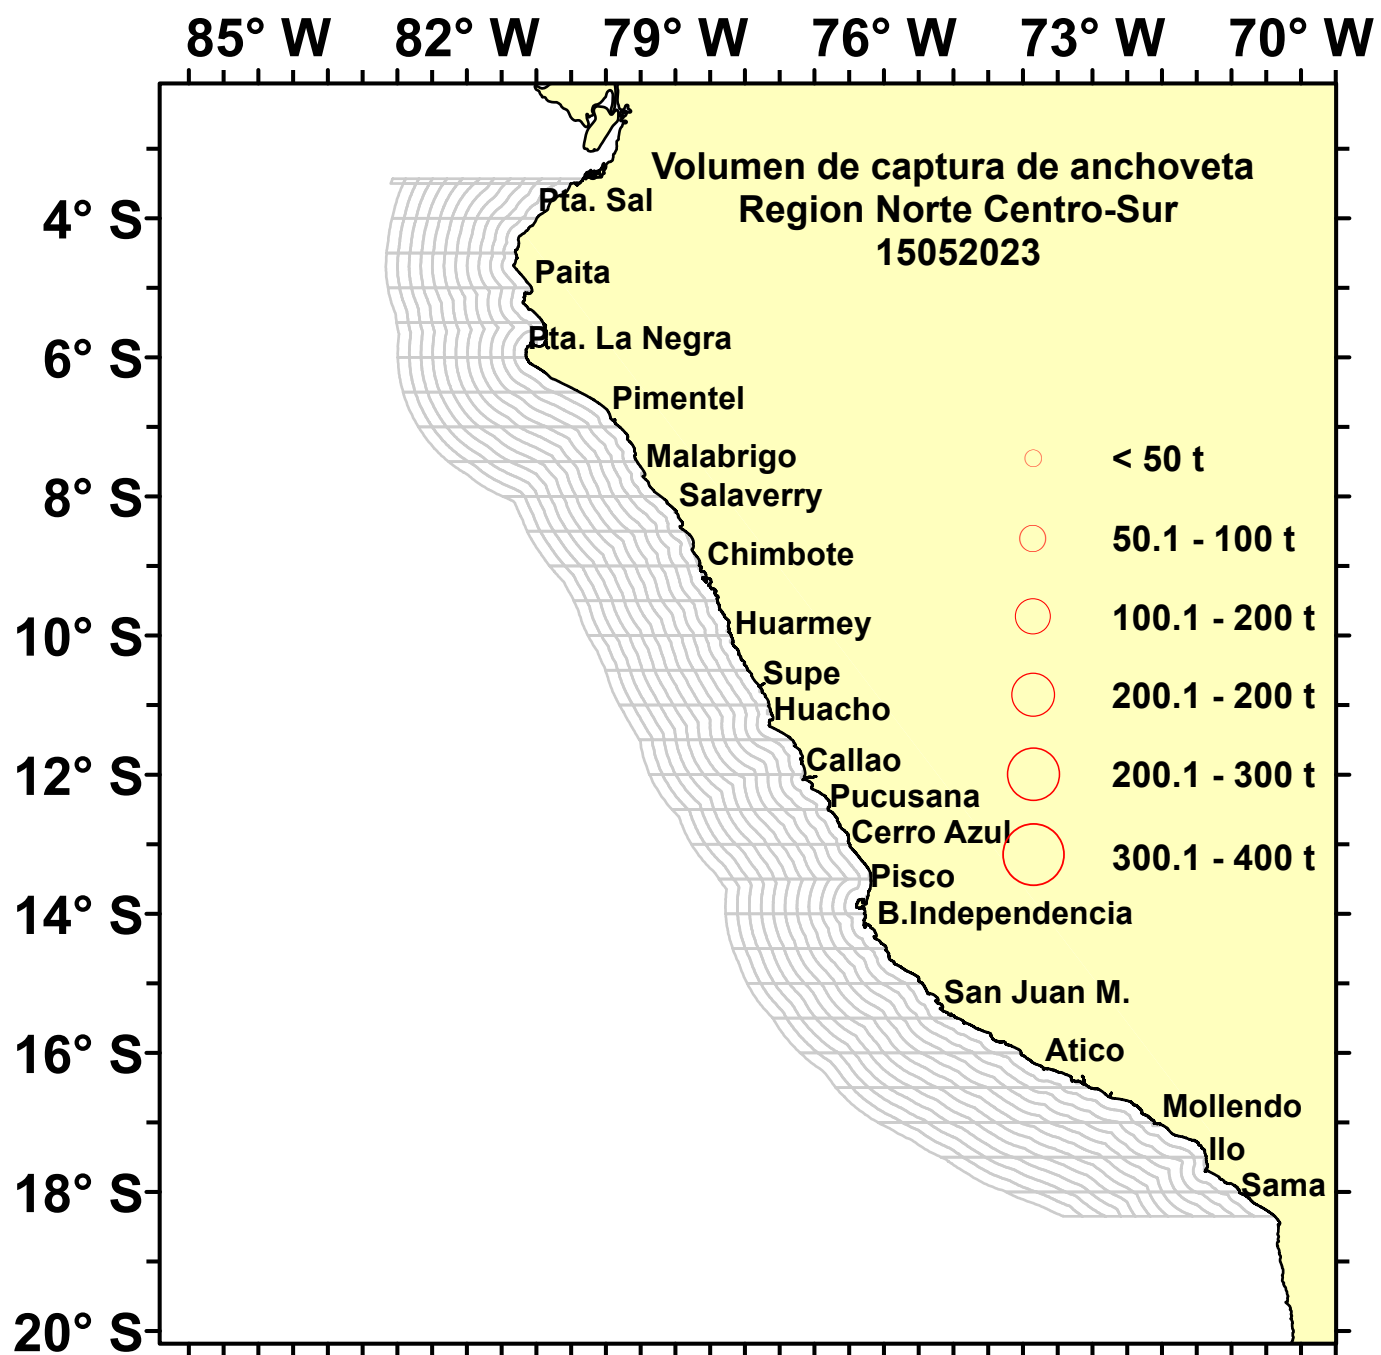 85° W 82° W 79° W 76° W 73° W 70° W
Volumen de captura de anchoveta
Region Norte Centro-Sur
15052023
4° S
6° S
8° S
10° S
12° S
14° S
16° S
18° S
20° S
Pta. Sal
Paita
Pta. La Negra
Pimentel
Malabrigo
Salaverry
Chimbote
Huarmey
Supe
Huacho
Callao
Pucusana
Cerro Azul
Pisco
B.Independencia
San Juan M.
Atico
Mollendo
Ilo
Sama
< 50 t
50.1 - 100 t
100.1 - 200 t
200.1 - 200 t
200.1 - 300 t
300.1 - 400 t